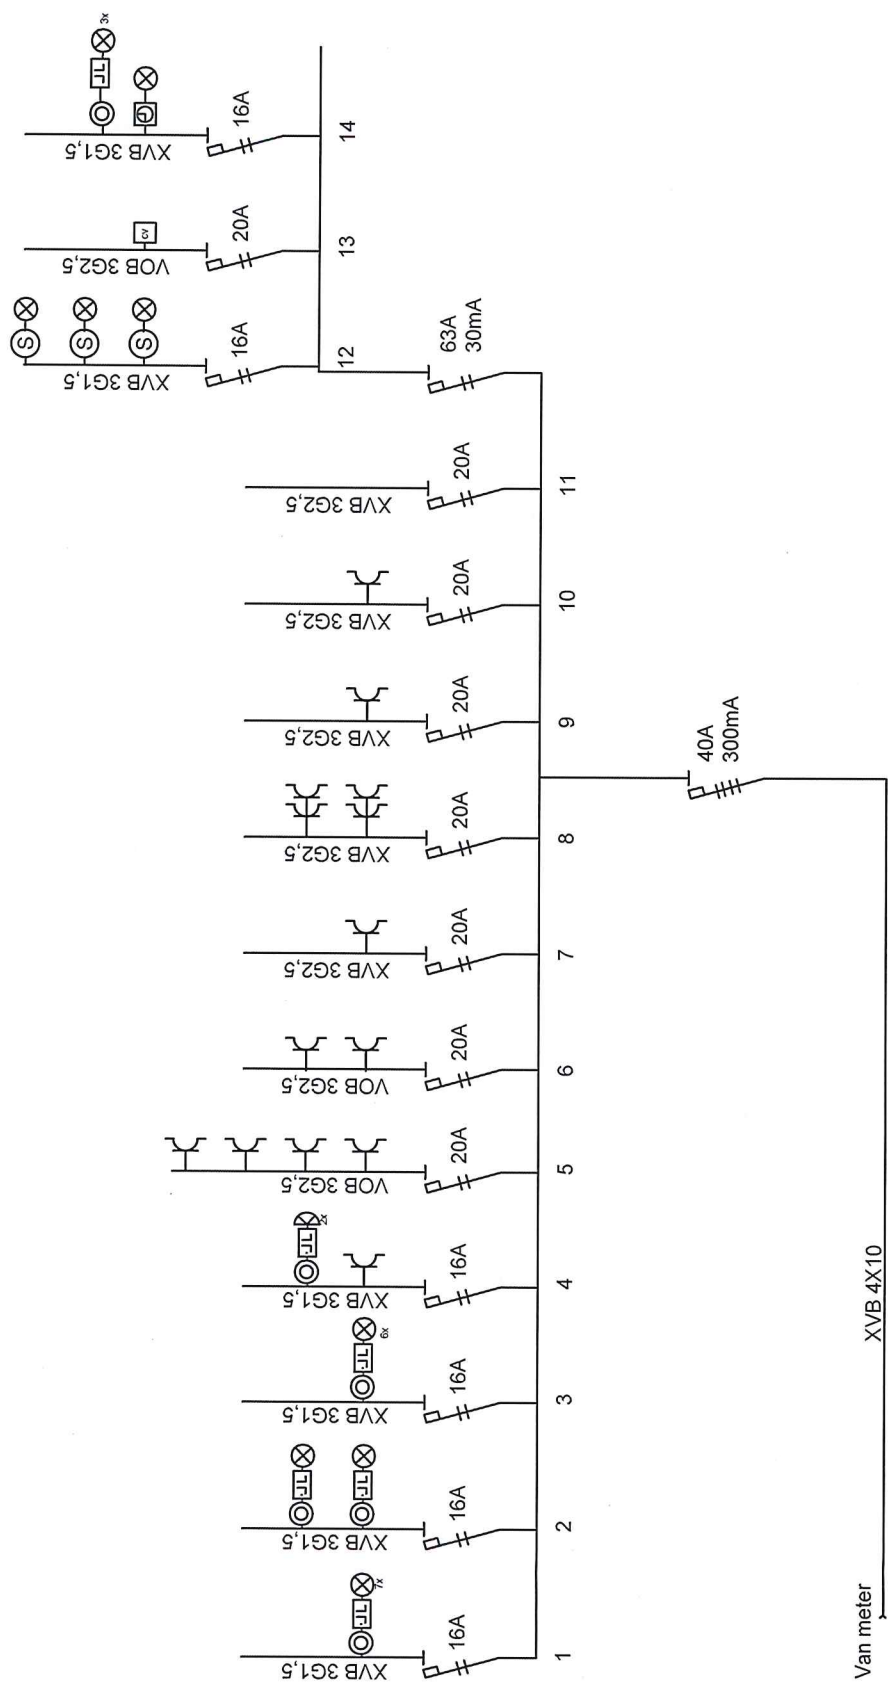 3x
16A
14
XVB 3G1,5
cv
20A
13
VOB 3G2,5
S
S
S
16A
12
XVB 3G1,5
63A
30mA
20A
11
XVB 3G2,5
20A
10
XVB 3G2,5
20A
9
XVB 3G2,5
40A
300mA
20A
8
XVB 3G2,5
20A
7
XVB 3G2,5
20A
6
VOB 3G2,5
20A
5
VOB 3G2,5
2x
16A
4
XVB 3G1,5
6x
16A
3
XVB 3G1,5
16A
2
XVB 3G1,5
7x
16A
1
XVB 3G1,5
XVB 4X10
Van meter